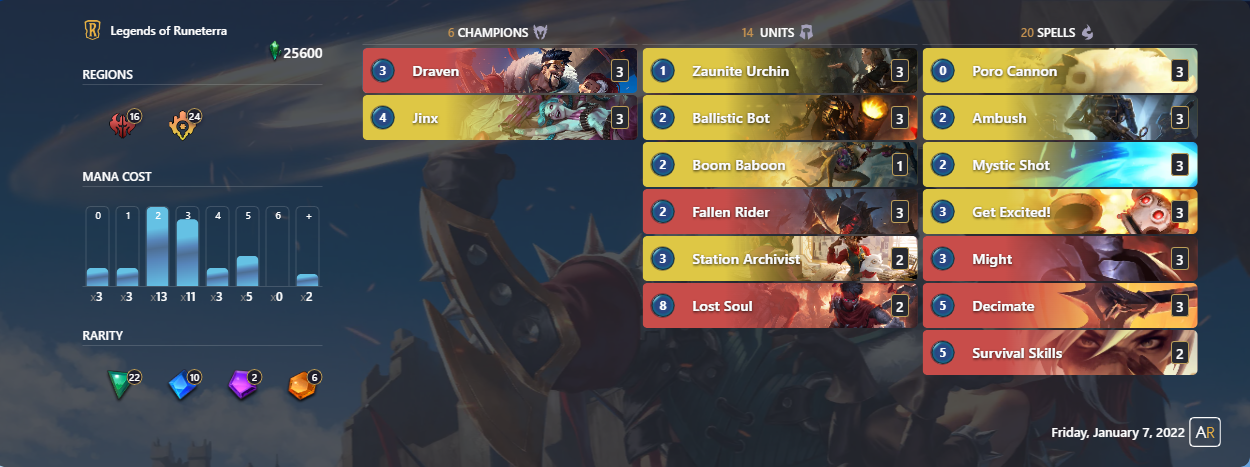 R Legends of Runeterra
25600
REGIONS
16 24
MANA COST
0 1 2 3 4 5 6 +
x3 x3 x13 x11 x3 x5 x0 x2
RARITY
22 10 2 6
6 CHAMPIONS
3 Draven 3
4 Jinx 3
14 UNITS
1 Zaunite Urchin 3
2 Ballistic Bot 3
2 Boom Baboon 1
2 Fallen Rider 3
3 Station Archivist 2
8 Lost Soul 2
20 SPELLS
0 Poro Cannon 3
2 Ambush 3
2 Mystic Shot 3
3 Get Excited! 3
3 Might 3
5 Decimate 3
5 Survival Skills 2
Friday, January 7, 2022 AR